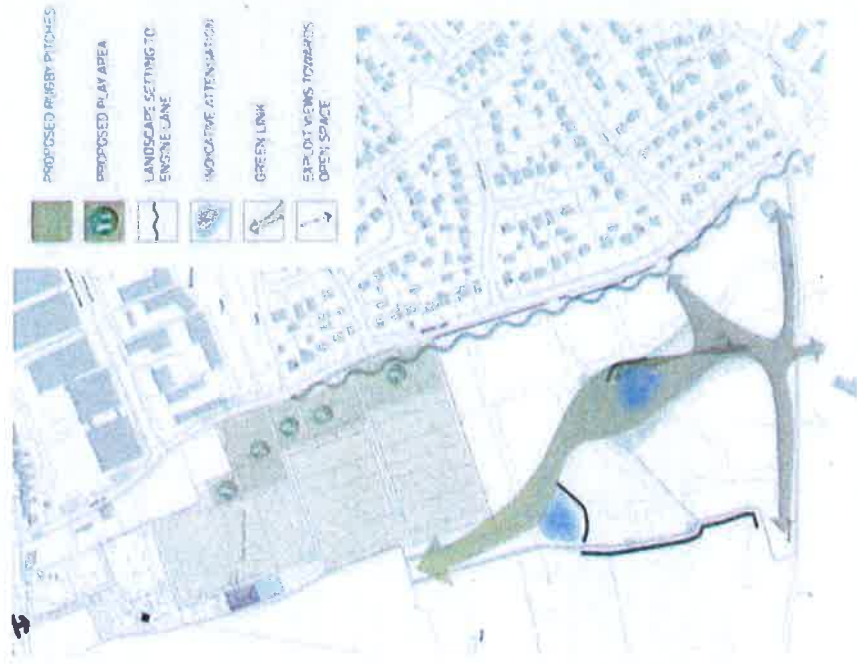 PROPOSED RUGBY PITCHES
PROPOSED PLAY AREA
LANDSCAPE SETTING TO
ENGINE LANE
INDICATIVE ATTENUATION
GREEN LINK
EXPLOIT VIEWS TOWARDS
OPEN SPACE